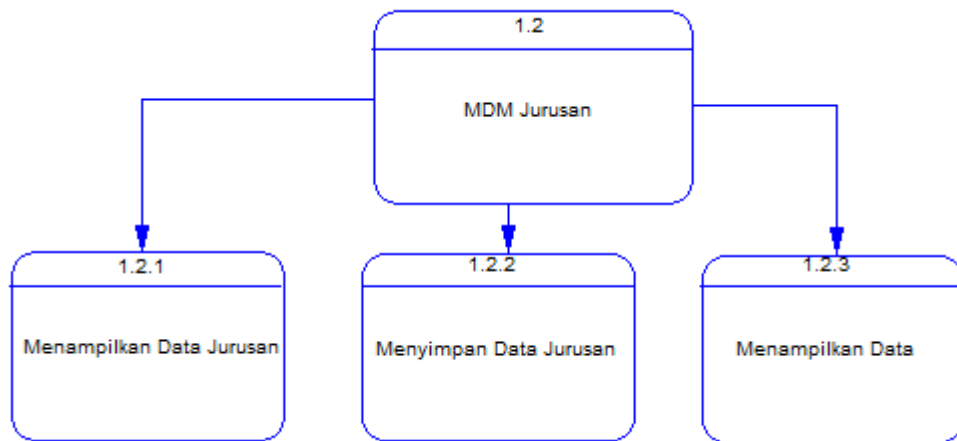 1.2
MDM Jurusan
1.2.1
Menampilkan Data Jurusan
1.2.2
Menyimpan Data Jurusan
1.2.3
Menampilkan Data